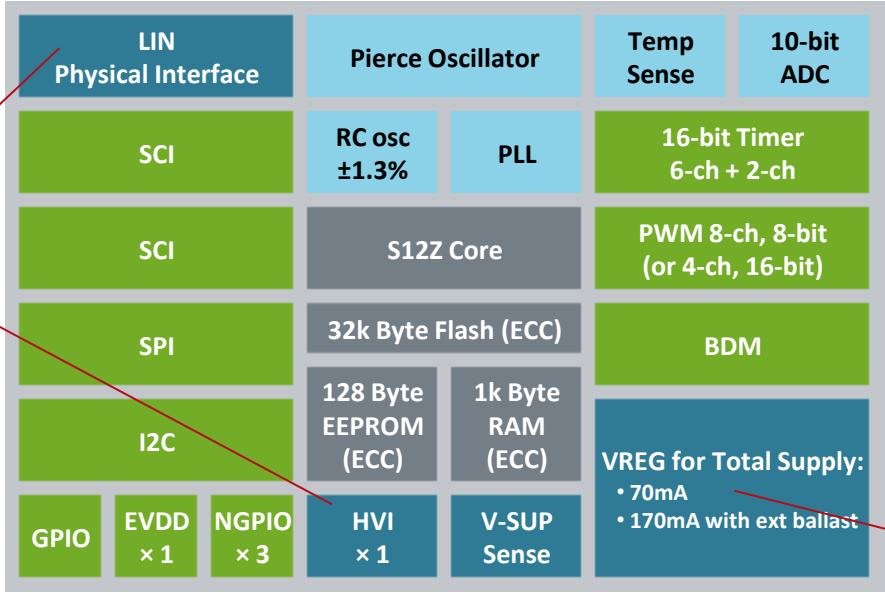 LIN
Physical Interface
Pierce Oscillator
Temp
Sense
10-bit
ADC
SCI
RC osc
±1.3%
PLL
16-bit Timer
6-ch + 2-ch
SCI
S12Z Core
PWM 8-ch, 8-bit
(or 4-ch, 16-bit)
SPI
32k Byte Flash (ECC)
BDM
I2C
128 Byte
EEPROM
(ECC)
1k Byte
RAM
(ECC)
VREG for Total Supply:
• 70mA
• 170mA with ext ballast
GPIO
EVDD
× 1
NGPIO
× 3
HVI
× 1
V-SUP
Sense